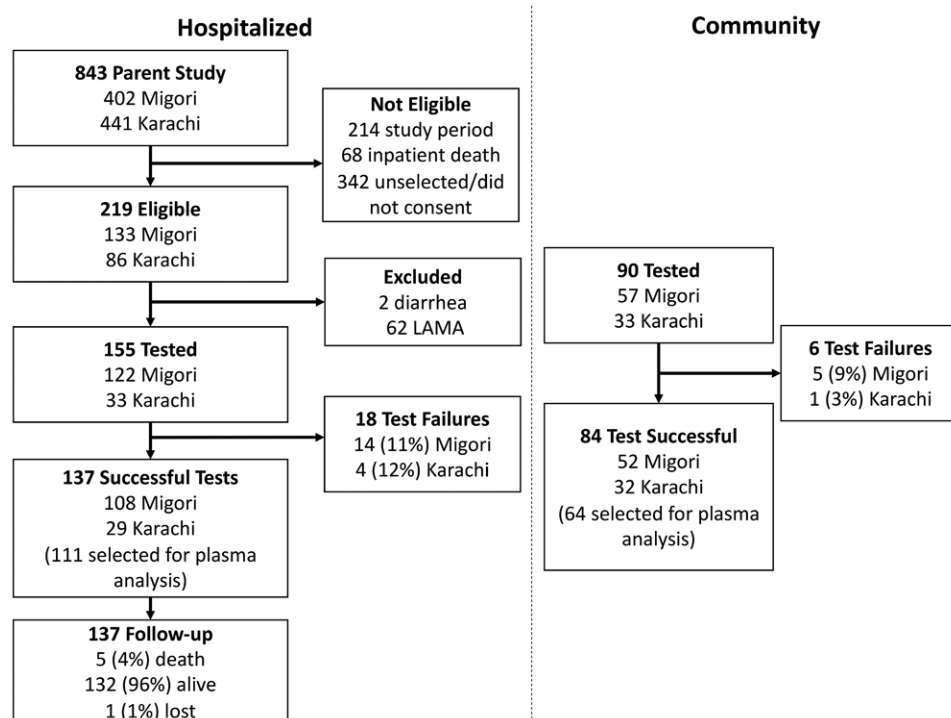 Hospitalized
843 Parent Study
402 Migori
441 Karachi
Not Eligible
214 study period
68 inpatient death
342 unselected/did
not consent
219 Eligible
133 Migori
86 Karachi
Excluded
2 diarrhea
62 LAMA
155 Tested
122 Migori
33 Karachi
18 Test Failures
14 (11%) Migori
4 (12%) Karachi
137 Successful Tests
108 Migori
29 Karachi
(111 selected for plasma
analysis)
137 Follow-up
5 (4%) death
132 (96%) alive
1 (1%) lost
Community
90 Tested
57 Migori
33 Karachi
6 Test Failures
5 (9%) Migori
1 (3%) Karachi
84 Test Successful
52 Migori
32 Karachi
(64 selected for plasma
analysis)